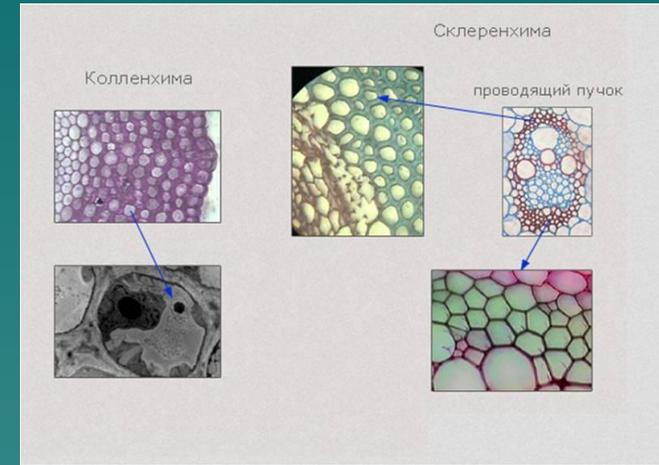 Склеренхима
Колленхима
проводящий пучок